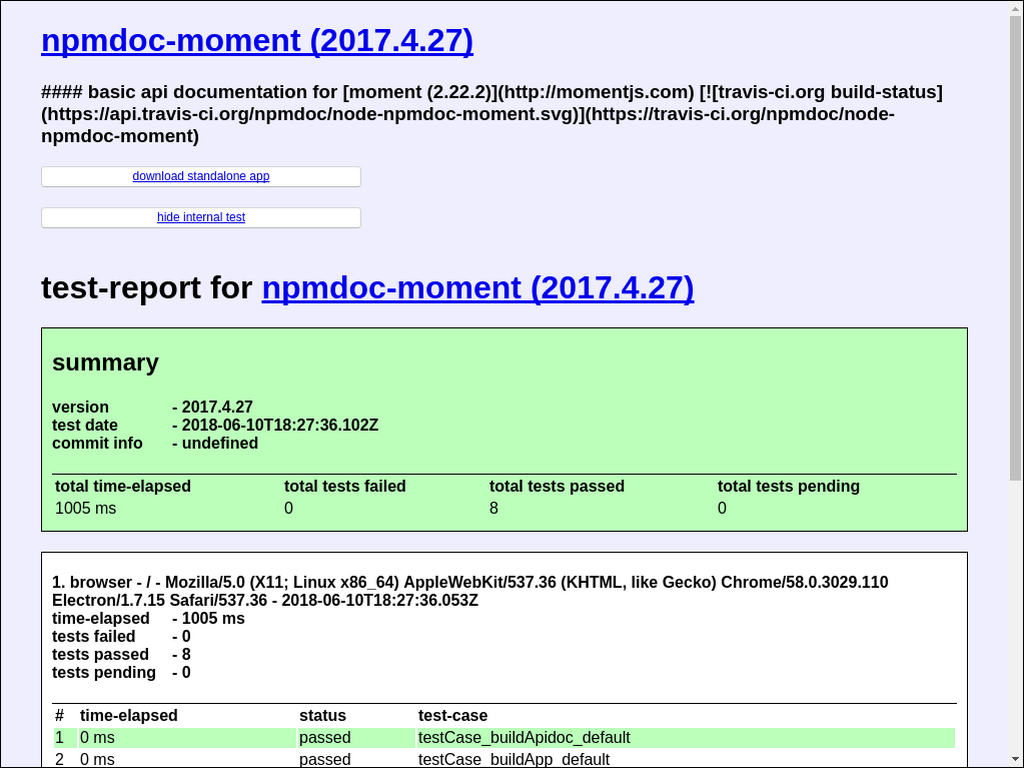 npmdoc-moment (2017.4.27)
#### basic api documentation for [moment (2.22.2)](http://momentjs.com) [![travis-ci.org build-status]
(https://api.travis-ci.org/npmdoc/node-npmdoc-moment.svg)](https://travis-ci.org/npmdoc/node-
npmdoc-moment)
download standalone app
hide internal test
test-report for npmdoc-moment (2017.4.27)
summary
version - 2017.4.27
test date - 2018-06-10T18:27:36.102Z
commit info - undefined
total time-elapsed total tests failed total tests passed total tests pending
1005 ms 0 8 0
1. browser - / - Mozilla/5.0 (X11; Linux x86_64) AppleWebKit/537.36 (KHTML, like Gecko) Chrome/58.0.3029.110
Electron/1.7.15 Safari/537.36 - 2018-06-10T18:27:36.053Z
time-elapsed - 1005 ms
tests failed - 0
tests passed - 8
tests pending - 0
# time-elapsed status test-case
1 0 ms passed testCase_buildApidoc_default
2 0 ms passed testCase_buildApp_default